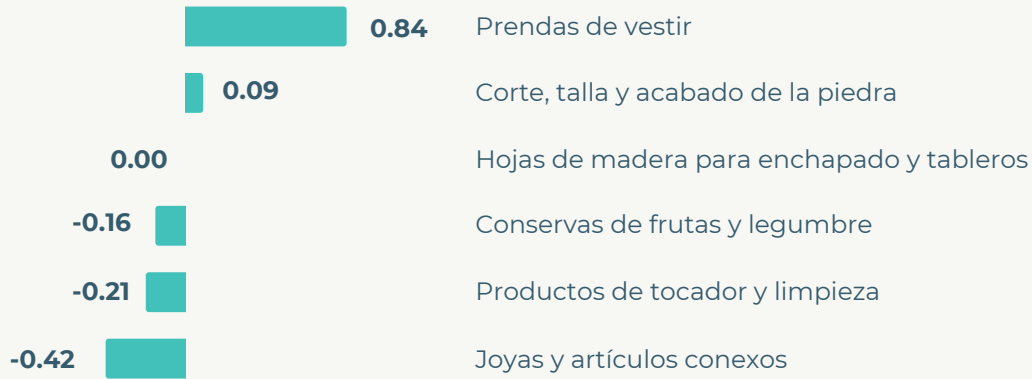 0.84 Prendas de vestir
0.09 Corte, talla y acabado de la piedra
0.00 Hojas de madera para enchapado y tableros
-0.16 Conservas de frutas y legumbre
-0.21 Productos de tocador y limpieza
-0.42 Joyas y artículos conexos